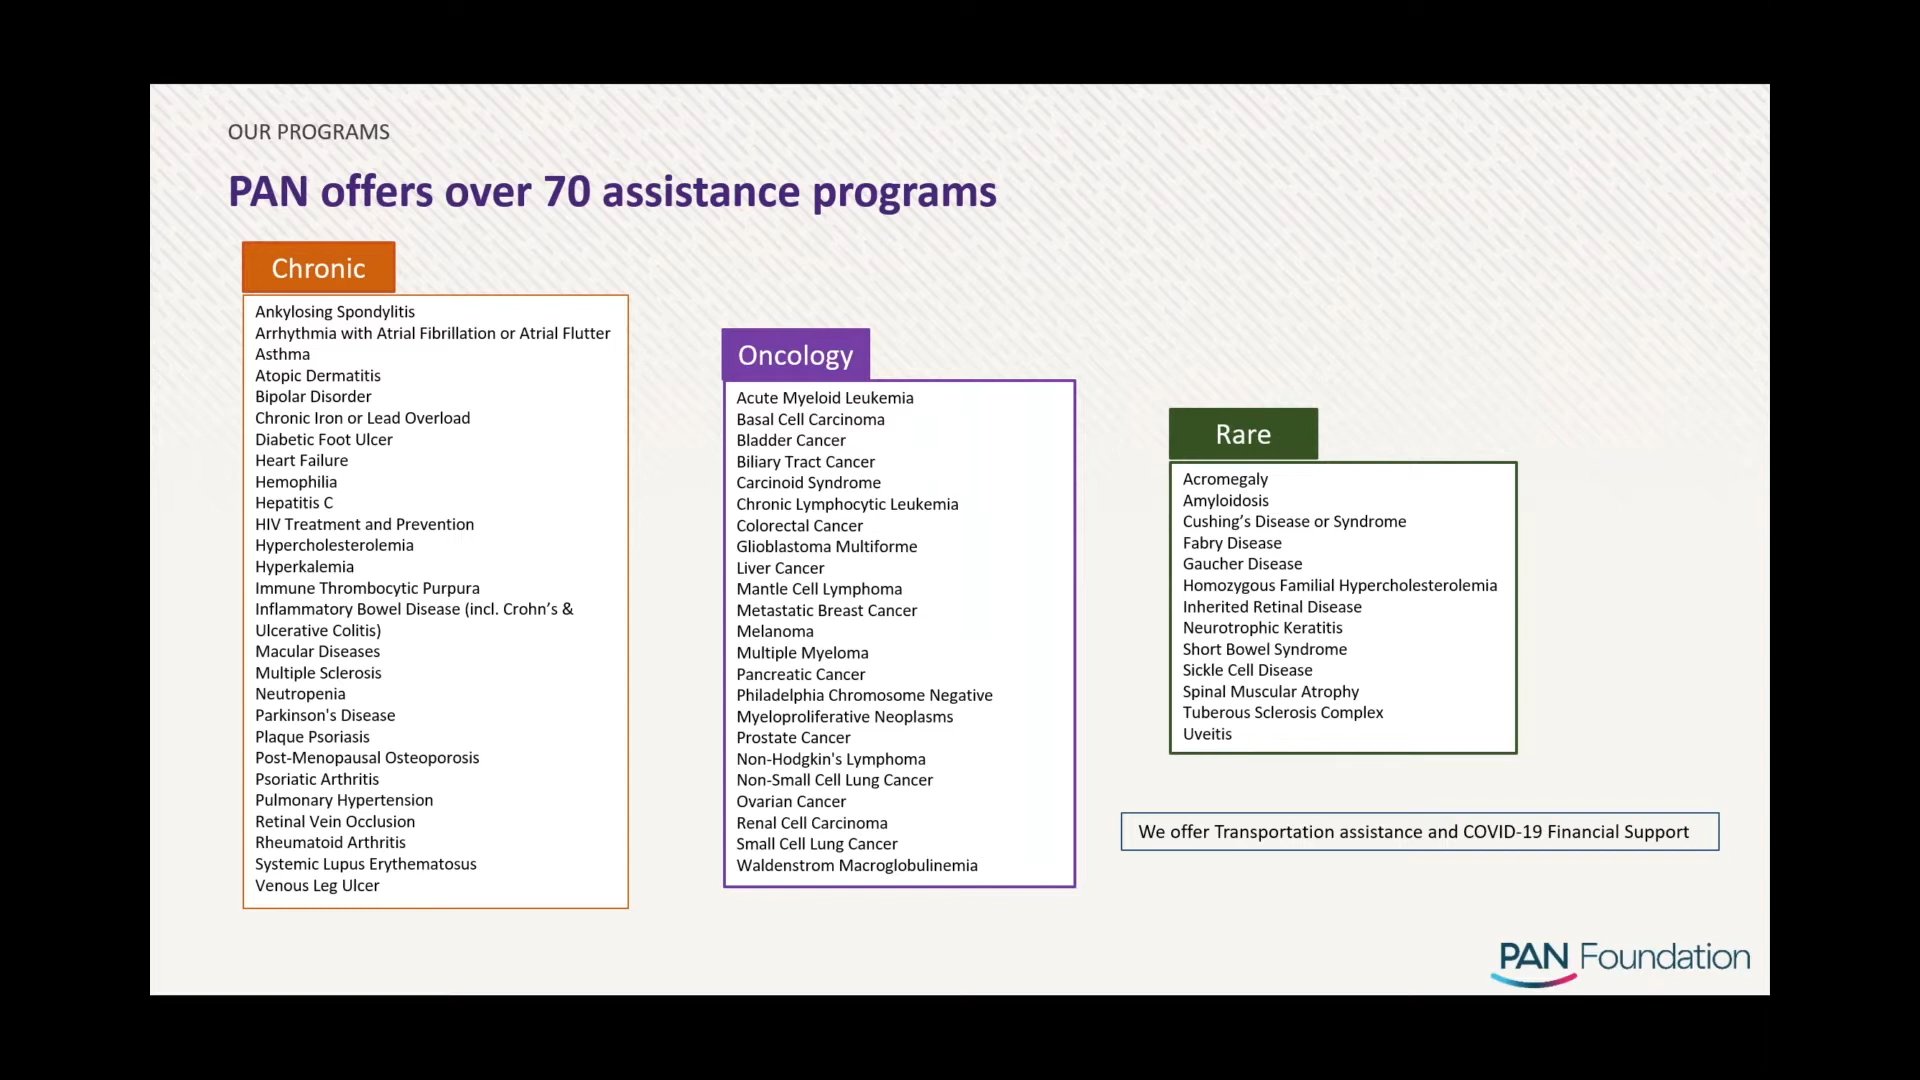 OUR PROGRAMS
PAN offers over 70 assistance programs
Chronic
Ankylosing Spondylitis
Arrhythmia with Atrial Fibrillation or Atrial Flutter
Asthma
Atopic Dermatitis
Bipolar Disorder
Chronic Iron or Lead Overload
Diabetic Foot Ulcer
Heart Failure
Hemophilia
Hepatitis C
HIV Treatment and Prevention
Hypercholesterolemia
Hyperkalemia
Immune Thrombocytic Purpura
Inflammatory Bowel Disease (incl. Crohn’s &
Ulcerative Colitis)
Macular Diseases
Multiple Sclerosis
Neutropenia
Parkinson's Disease
Plaque Psoriasis
Post-Menopausal Osteoporosis
Psoriatic Arthritis
Pulmonary Hypertension
Retinal Vein Occlusion
Rheumatoid Arthritis
Systemic Lupus Erythematosus
Venous Leg Ulcer
Oncology
Acute Myeloid Leukemia
Basal Cell Carcinoma
Bladder Cancer
Biliary Tract Cancer
Carcinoid Syndrome
Chronic Lymphocytic Leukemia
Colorectal Cancer
Glioblastoma Multiforme
Liver Cancer
Mantle Cell Lymphoma
Metastatic Breast Cancer
Melanoma
Multiple Myeloma
Pancreatic Cancer
Philadelphia Chromosome Negative
Myeloproliferative Neoplasms
Prostate Cancer
Non-Hodgkin's Lymphoma
Non-Small Cell Lung Cancer
Ovarian Cancer
Renal Cell Carcinoma
Small Cell Lung Cancer
Waldenstrom Macroglobulinemia
Rare
Acromegaly
Amyloidosis
Cushing’s Disease or Syndrome
Fabry Disease
Gaucher Disease
Homozygous Familial Hypercholesterolemia
Inherited Retinal Disease
Neurotrophic Keratitis
Short Bowel Syndrome
Sickle Cell Disease
Spinal Muscular Atrophy
Tuberous Sclerosis Complex
Uveitis
We offer Transportation assistance and COVID-19 Financial Support
PAN Foundation